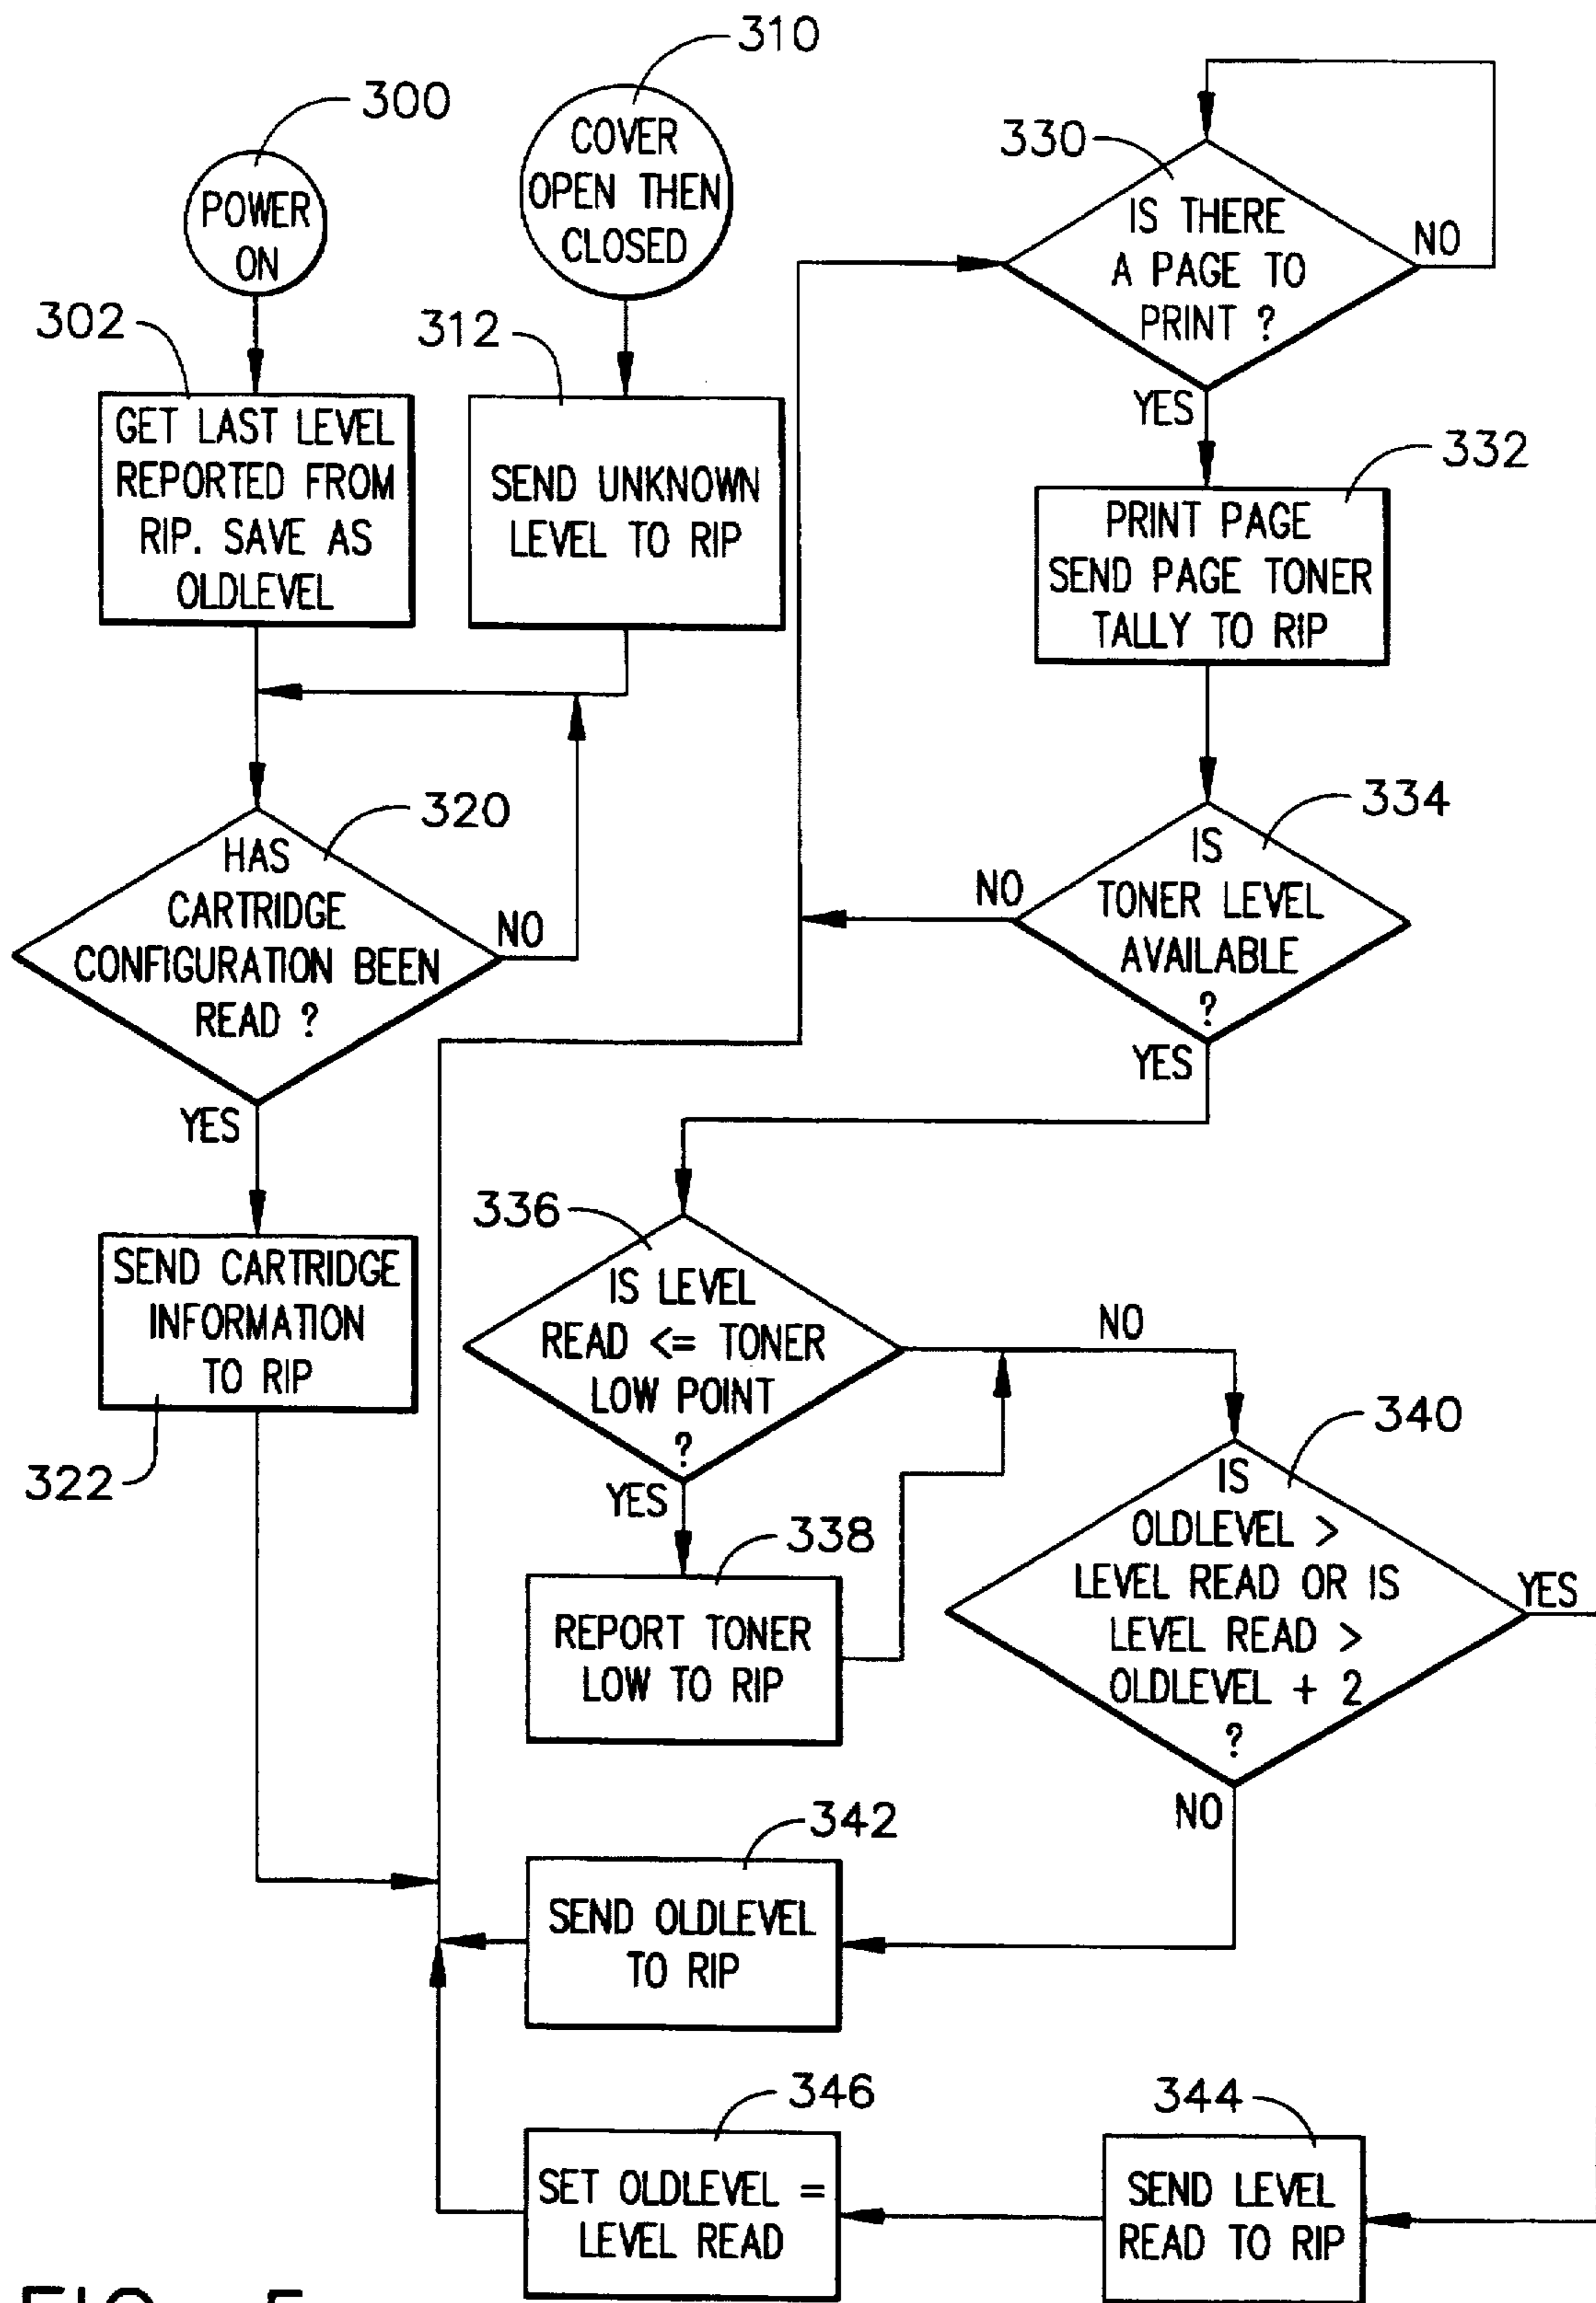 300
POWER
ON
302
GET LAST LEVEL
REPORTED FROM
RIP. SAVE AS
OLDLEVEL
310
COVER
OPEN THEN
CLOSED
312
SEND UNKNOWN
LEVEL TO RIP
320
HAS
CARTRIDGE
CONFIGURATION BEEN
READ ?
NO
YES
SEND CARTRIDGE
INFORMATION
TO RIP
322
330
IS THERE
A PAGE TO
PRINT ?
NO
YES
332
PRINT PAGE
SEND PAGE TONER
TALLY TO RIP
334
IS
TONER LEVEL
AVAILABLE
?
NO
YES
336
IS LEVEL
READ <= TONER
LOW POINT
?
NO
YES
338
REPORT TONER
LOW TO RIP
340
IS
OLDLEVEL >
LEVEL READ OR IS
LEVEL READ >
OLDLEVEL + 2
?
YES
NO
342
SEND OLDLEVEL
TO RIP
344
SEND LEVEL
READ TO RIP
346
SET OLDLEVEL =
LEVEL READ